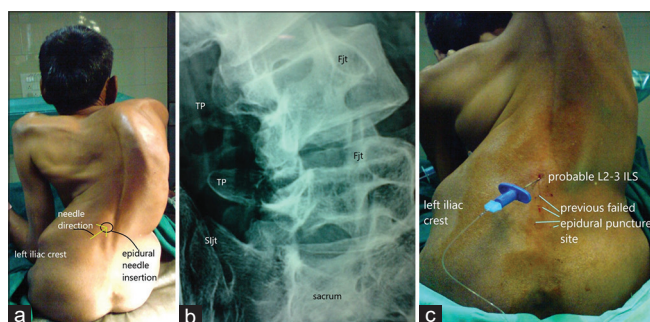 needle
direction
left iliac crest
epidural
needle
insertion
a
Fjt
TP
Fjt
TP
SIjt
sacrum
b
probable L2-3 ILS
left iliac
crest
previous failed
epidural puncture
site
c